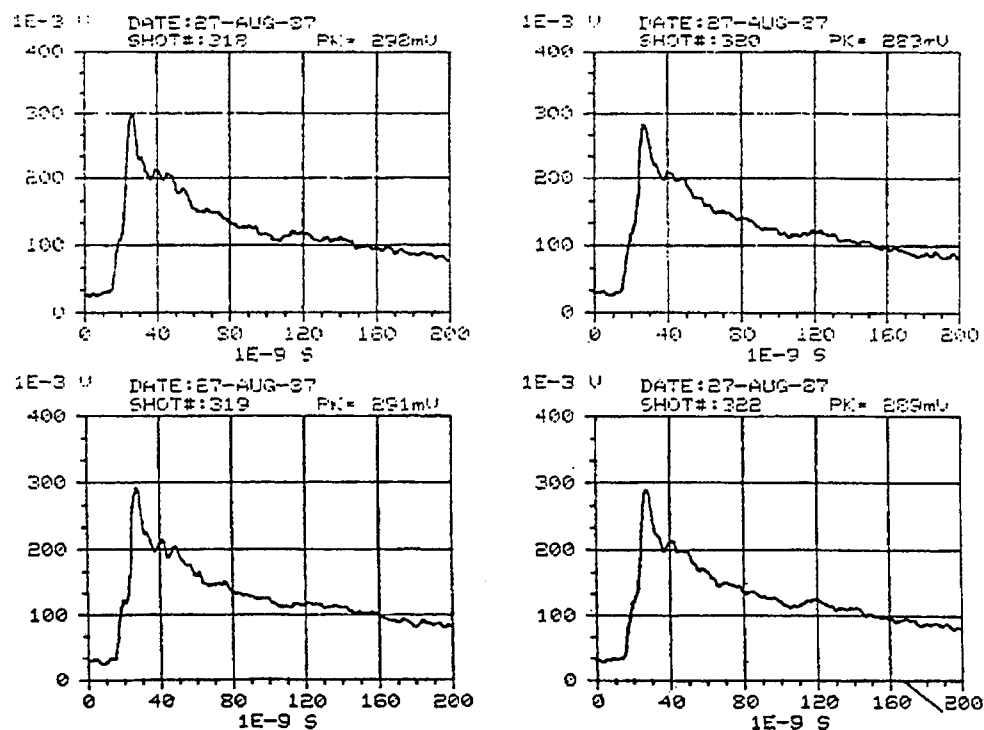 1E-3 V
DATE:27-AUG-87
SHOT#:318 PK= 298mV
400
300
200
100
0
0 40 80 120 160 200
1E-9 S
1E-3 V
DATE:27-AUG-87
SHOT#:320 PK= 283mV
400
300
200
100
0
0 40 80 120 160 200
1E-9 S
1E-3 V
DATE:27-AUG-87
SHOT#:319 PK= 291mV
400
300
200
100
0
0 40 80 120 160 200
1E-9 S
1E-3 V
DATE:27-AUG-87
SHOT#:322 PK= 289mV
400
300
200
100
0
0 40 80 120 160 200
1E-9 S